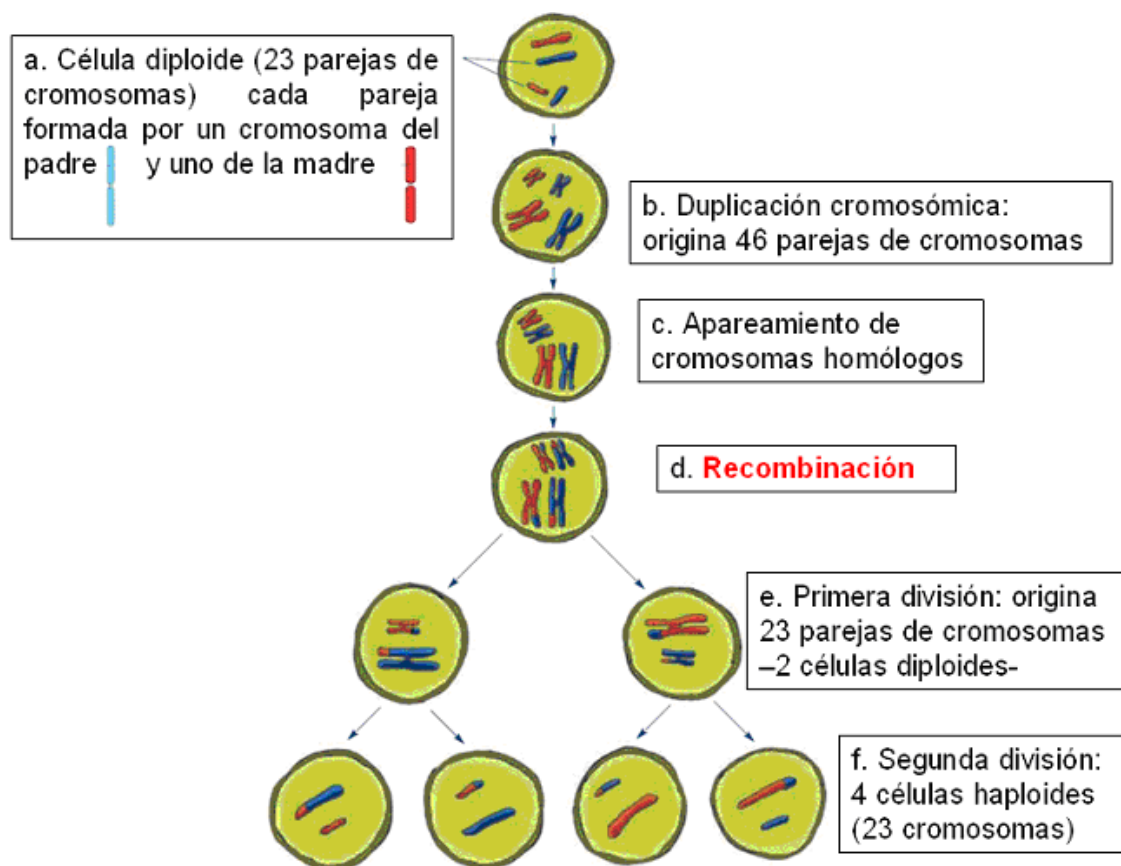 a. Célula diploide (23 parejas de
cromosomas) cada pareja
formada por un cromosoma del
padre y uno de la madre
b. Duplicación cromosómica:
origina 46 parejas de cromosomas
c. Apareamiento de
cromosomas homólogos
d. Recombinación
e. Primera división: origina
23 parejas de cromosomas
–2 células diploides-
f. Segunda división:
4 células haploides
(23 cromosomas)